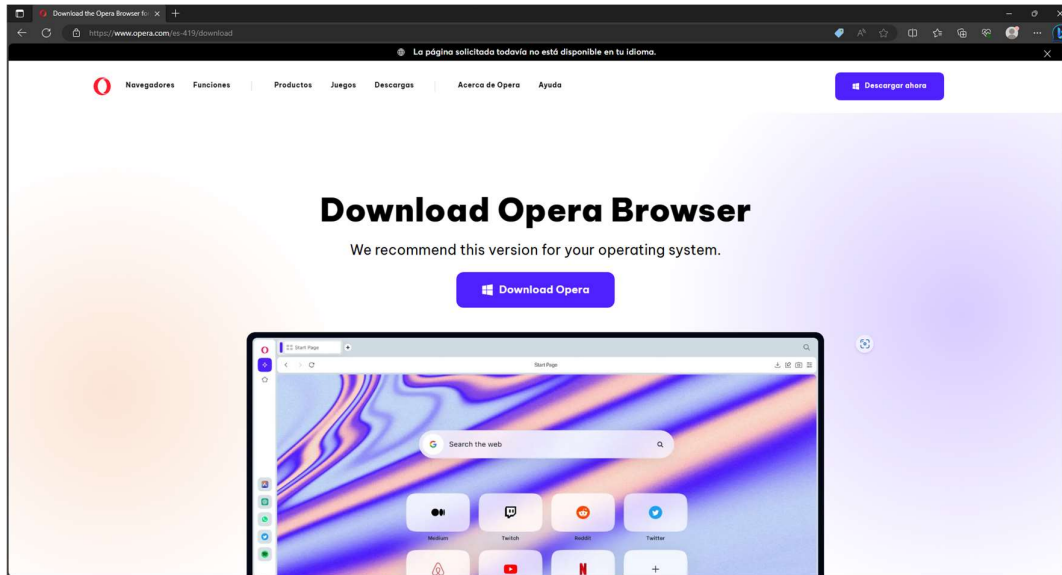 Download the Opera Browser for
https://www.opera.com/es-419/download
La página solicitada todavía no está disponible en tu idioma.
Navegadores Funciones Productos Juegos Descargas Acerca de Opera Ayuda
Descargar ahora
Download Opera Browser
We recommend this version for your operating system.
Download Opera
Start Page
Start Page
Search the web
Medium Twitch Reddit Twitter